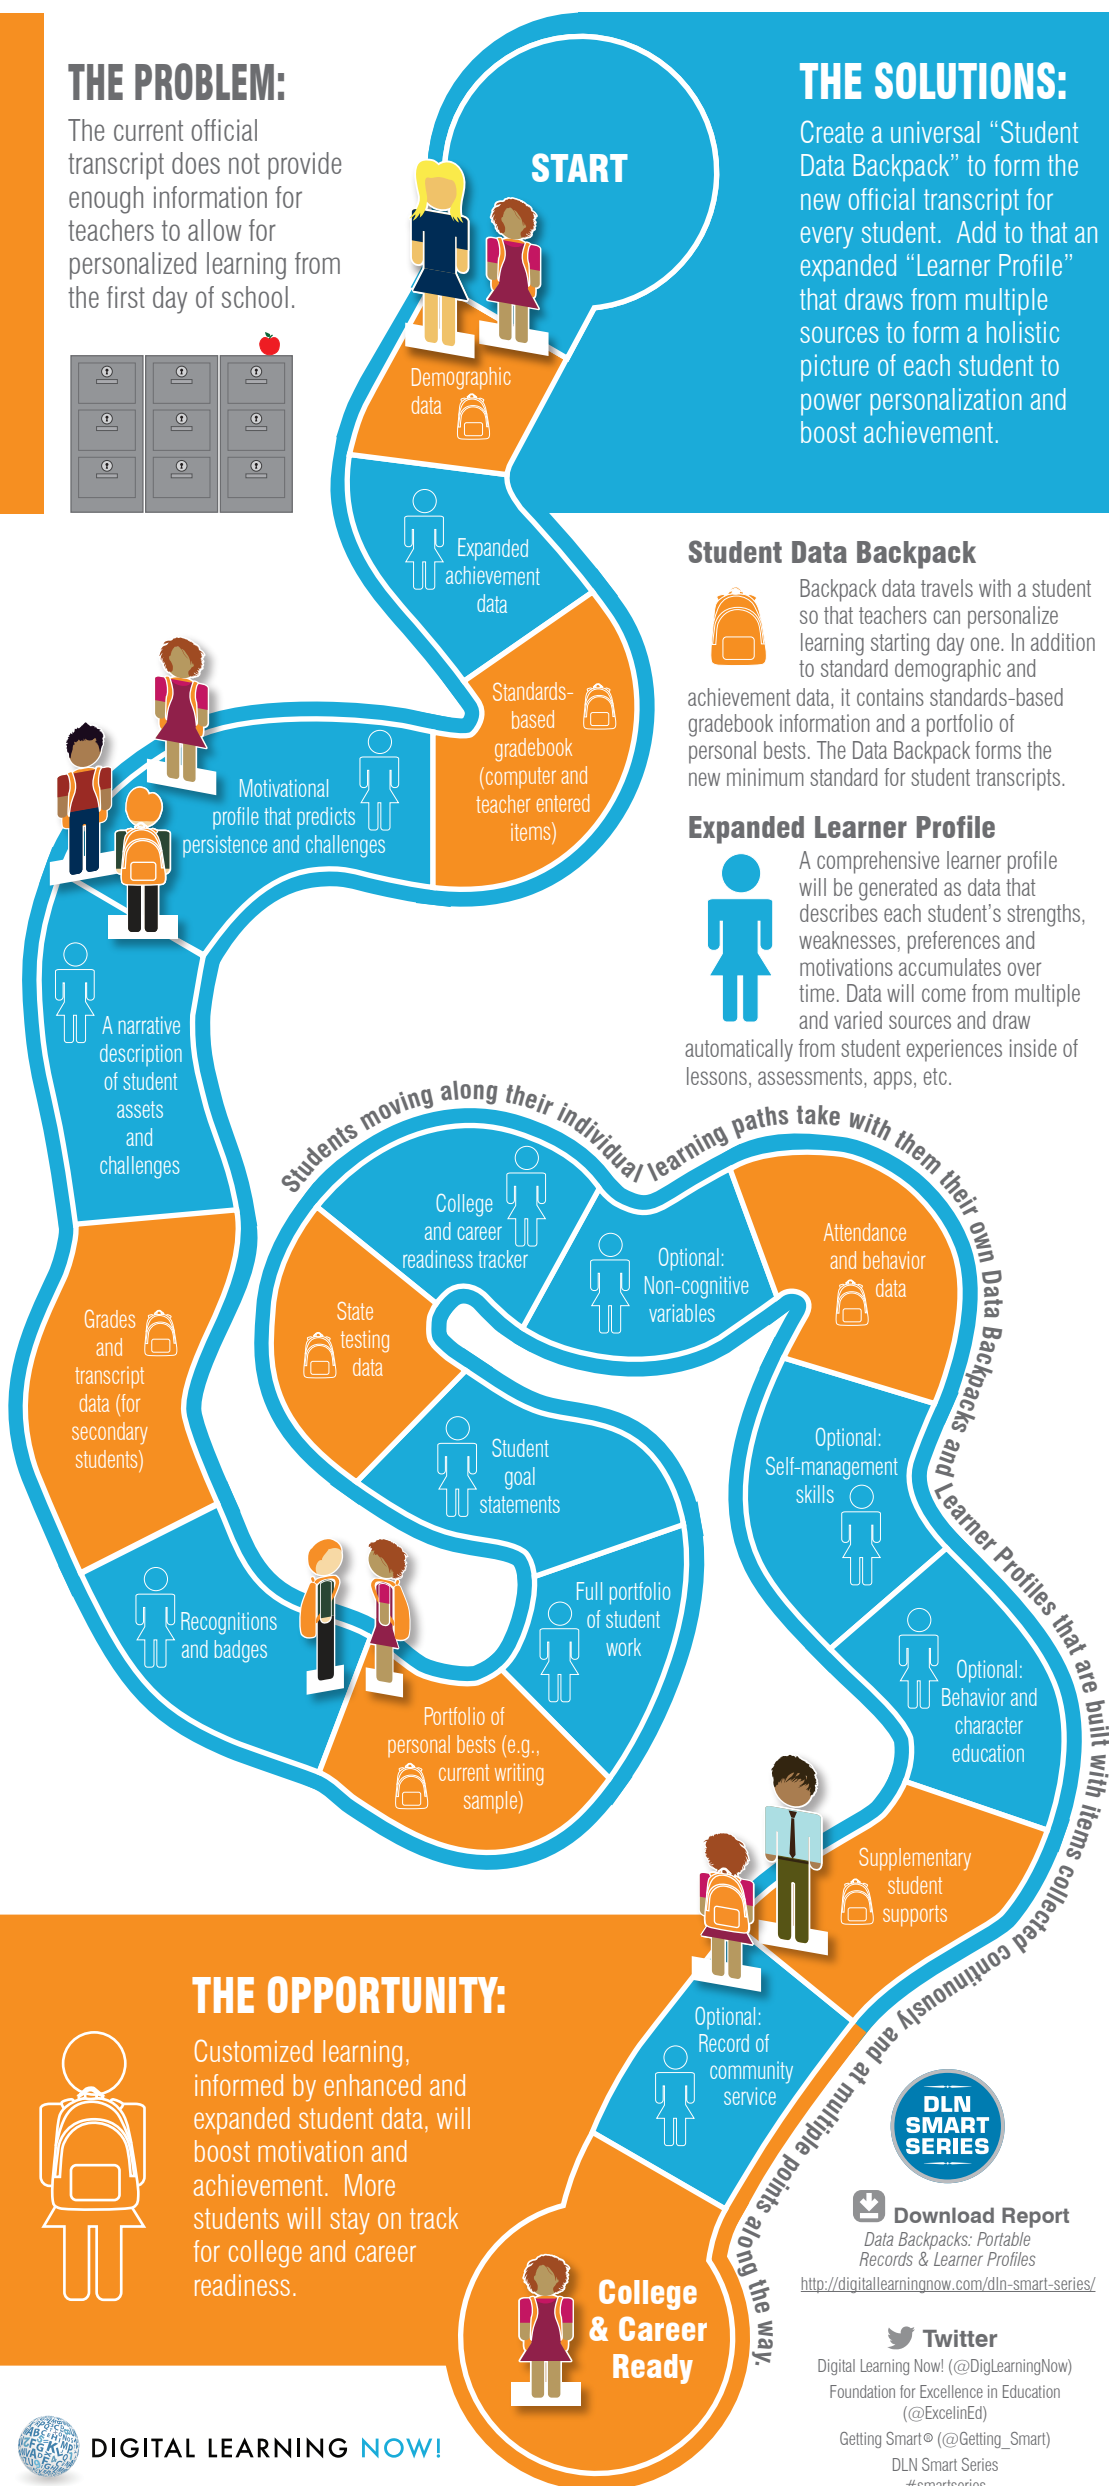 THE PROBLEM:
The current official
transcript does not provide
enough information for
teachers to allow for
personalized learning from
the first day of school.
START
THE SOLUTIONS:
Create a universal “Student
Data Backpack” to form the
new official transcript for
every student. Add to that an
expanded “Learner Profile”
that draws from multiple
sources to form a holistic
picture of each student to
power personalization and
boost achievement.
Demographic
data
Expanded
achievement
data
Standards-
based
gradebook
(computer and
teacher entered
items)
Student Data Backpack
Backpack data travels with a student
so that teachers can personalize
learning starting day one. In addition
to standard demographic and
achievement data, it contains standards-based
gradebook information and a portfolio of
personal bests. The Data Backpack forms the
new minimum standard for student transcripts.
Expanded Learner Profile
A comprehensive learner profile
will be generated as data that
describes each student’s strengths,
weaknesses, preferences and
motivations accumulates over
time. Data will come from multiple
and varied sources and draw
automatically from student experiences inside of
lessons, assessments, apps, etc.
Motivational
profile that predicts
persistence and challenges
A narrative
description
of student
assets
and
challenges
Grades
and
transcript
data (for
secondary
students)
Recognitions
and badges
Portfolio of
personal bests (e.g.,
current writing
sample)
Full portfolio
of student
work
Student
goal
statements
State
testing
data
College
and career
readiness tracker
Optional:
Non-cognitive
variables
Attendance
and behavior
data
Optional:
Self-management
skills
Optional:
Behavior and
character
education
Supplementary
student
supports
Optional:
Record of
community
service
College
& Career
Ready
Students moving along their individual learning paths take with them their own Data Backpacks and Learner Profiles that are built with items collected continuously and at multiple points along the way.
THE OPPORTUNITY:
Customized learning,
informed by enhanced and
expanded student data, will
boost motivation and
achievement. More
students will stay on track
for college and career
readiness.
DLN
SMART
SERIES
Download Report
Data Backpacks: Portable
Records & Learner Profiles
http://digitallearningnow.com/dln-smart-series/
Twitter
Digital Learning Now! (@DigLearningNow)
Foundation for Excellence in Education
(@ExcelinEd)
Getting Smart® (@Getting_Smart)
DLN Smart Series
#smartseries
DIGITAL LEARNING NOW!